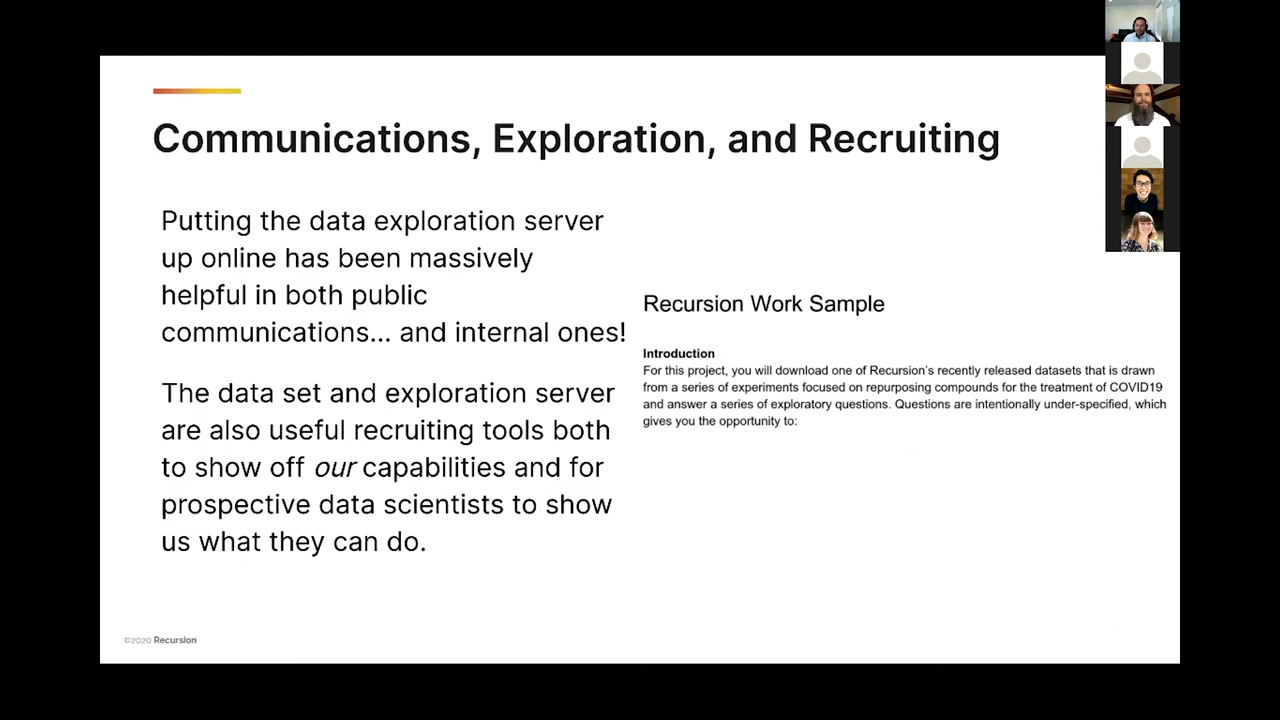 Communications, Exploration, and Recruiting
Putting the data exploration server
up online has been massively
helpful in both public
communications... and internal ones!
The data set and exploration server
are also useful recruiting tools both
to show off our capabilities and for
prospective data scientists to show
us what they can do.
Recursion Work Sample
Introduction
For this project, you will download one of Recursion's recently released datasets that is drawn
from a series of experiments focused on repurposing compounds for the treatment of COVID19
and answer a series of exploratory questions. Questions are intentionally under-specified, which
gives you the opportunity to:
©2020 Recursion